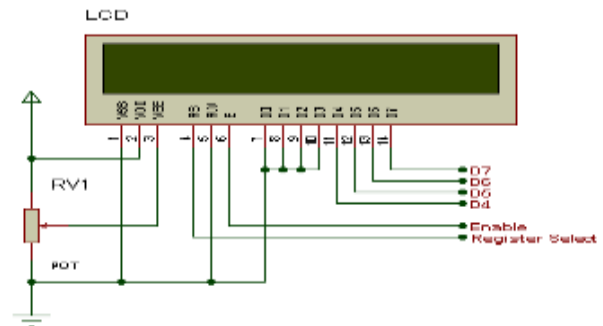 LCD
VSS VDD VEE RS RW E D0 D1 D2 D3 D4 D5 D6 D7
1 2 3 4 5 6 7 8 9 10 11 12 13 14
D7
D6
D5
D4
RV1
Enable
Register Select
POT